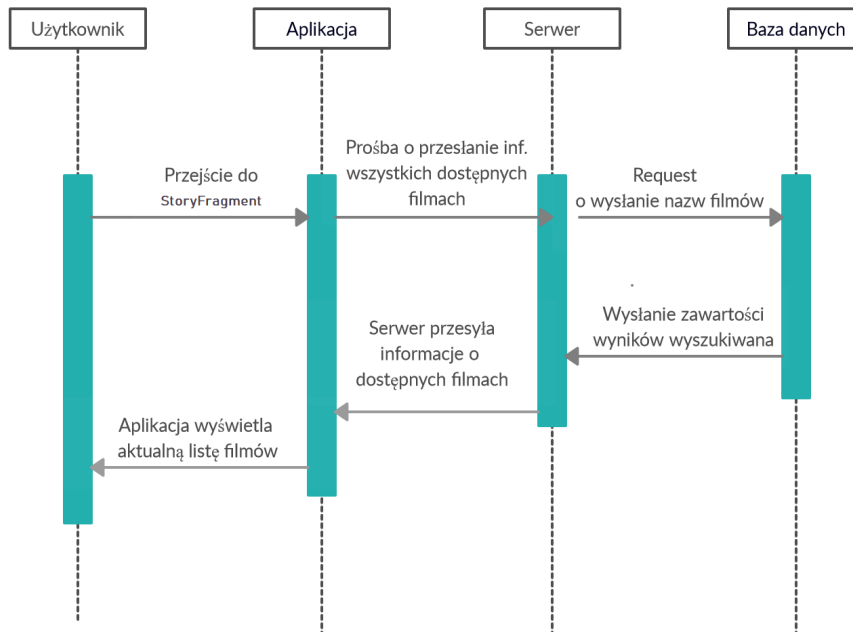 Użytkownik
Aplikacja
Serwer
Baza danych
Przejście do
StoryFragment
Prośba o przesłanie inf.
wszystkich dostępnych
filmach
Request
o wysłanie nazw filmów
Wysłanie zawartości
wyników wyszukiwana
Serwer przesyła
informacje o
dostępnych filmach
Aplikacja wyświetla
aktualną listę filmów